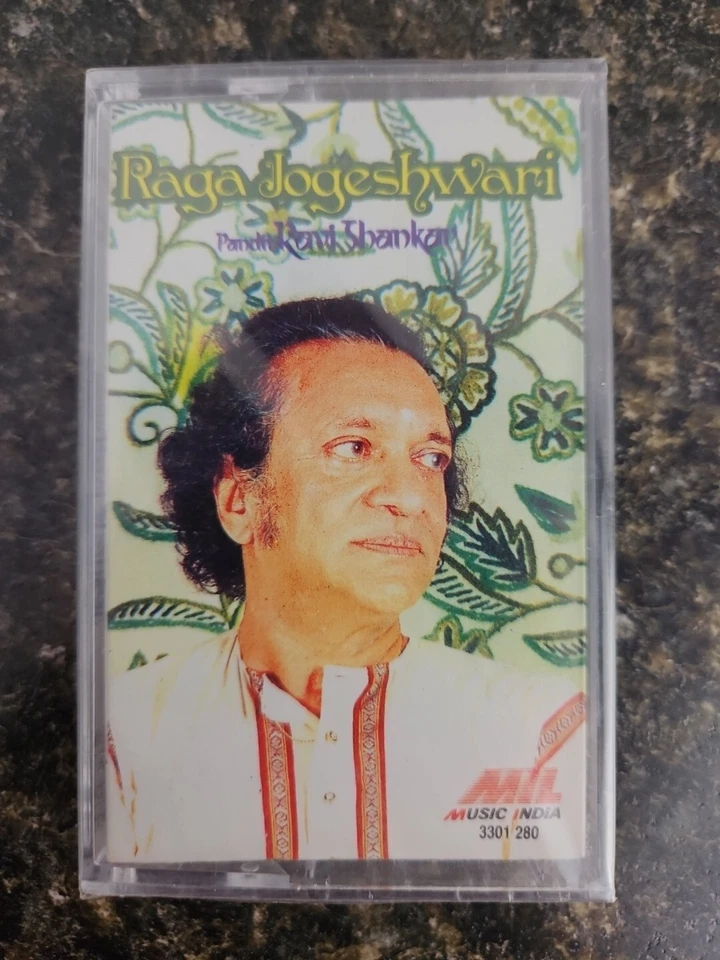 Raga Jogeshwari
Pandit Ravi Shankar
MIL
MUSIC INDIA
3301 280